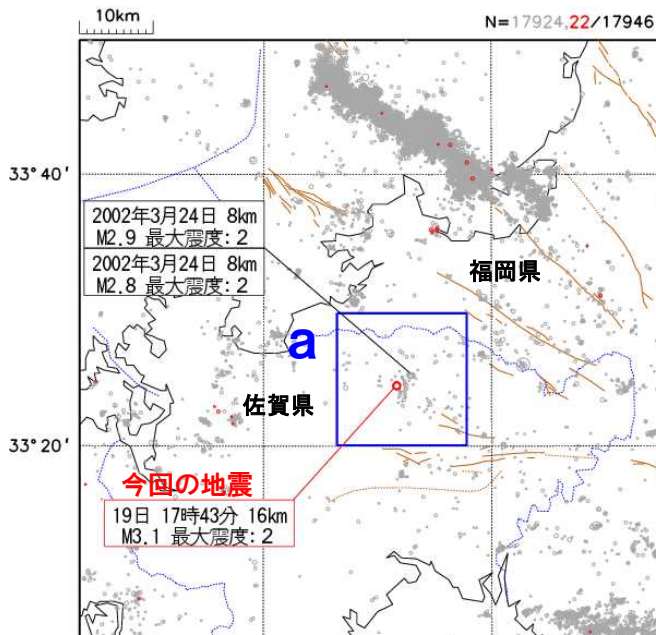 10km
N=17924,22/17946
33°40′
2002年3月24日 8km
M2.9 最大震度：2
2002年3月24日 8km
M2.8 最大震度：2
福岡県
a
佐賀県
33°20′
今回の地震
19日 17時43分 16km
M3.1 最大震度：2